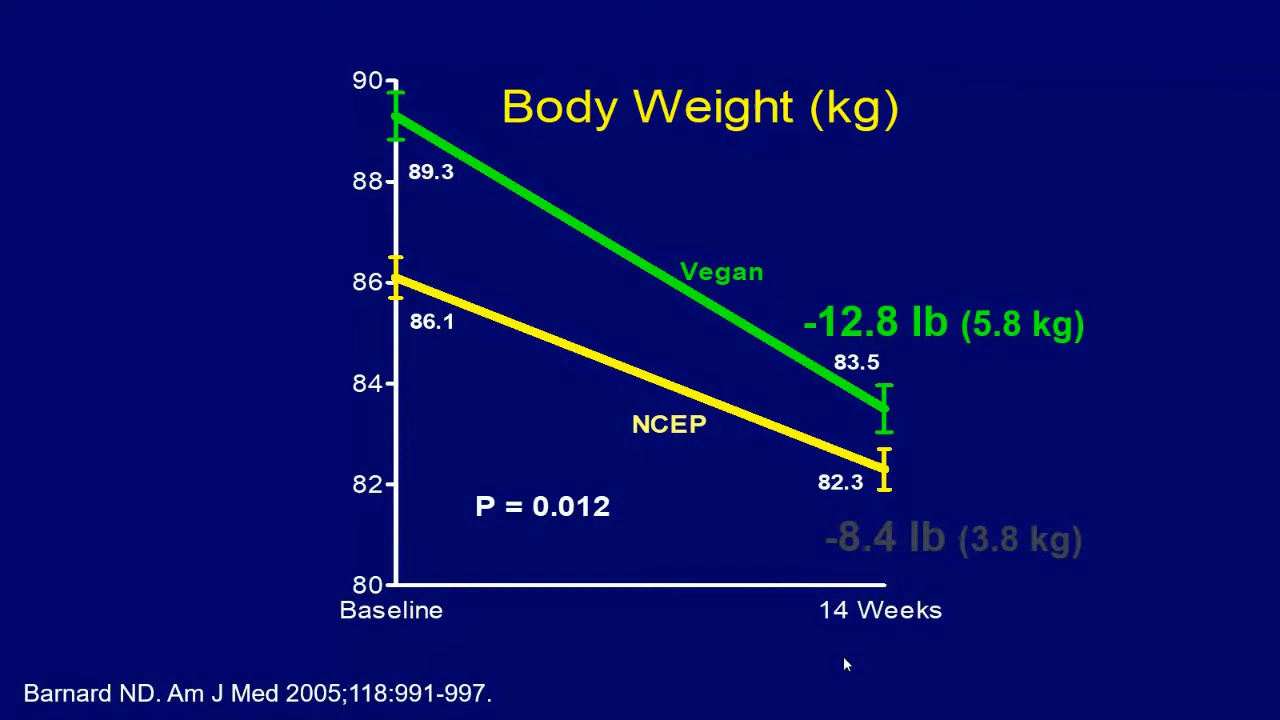 90
Body Weight (kg)
89.3
88
Vegan
86
86.1
-12.8 lb (5.8 kg)
83.5
84
NCEP
82.3
82
P = 0.012
-8.4 lb (3.8 kg)
80
Baseline
14 Weeks
Barnard ND. Am J Med 2005;118:991-997.